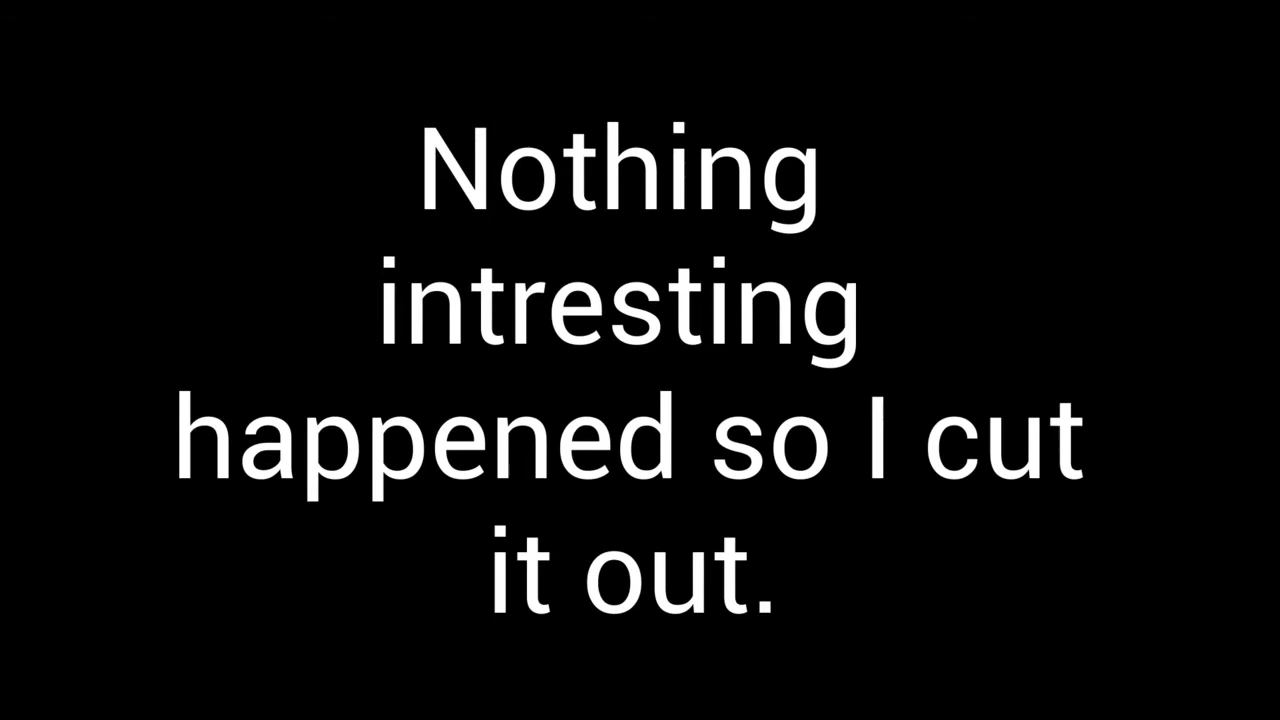 Nothing
intresting
happened so I cut
it out.